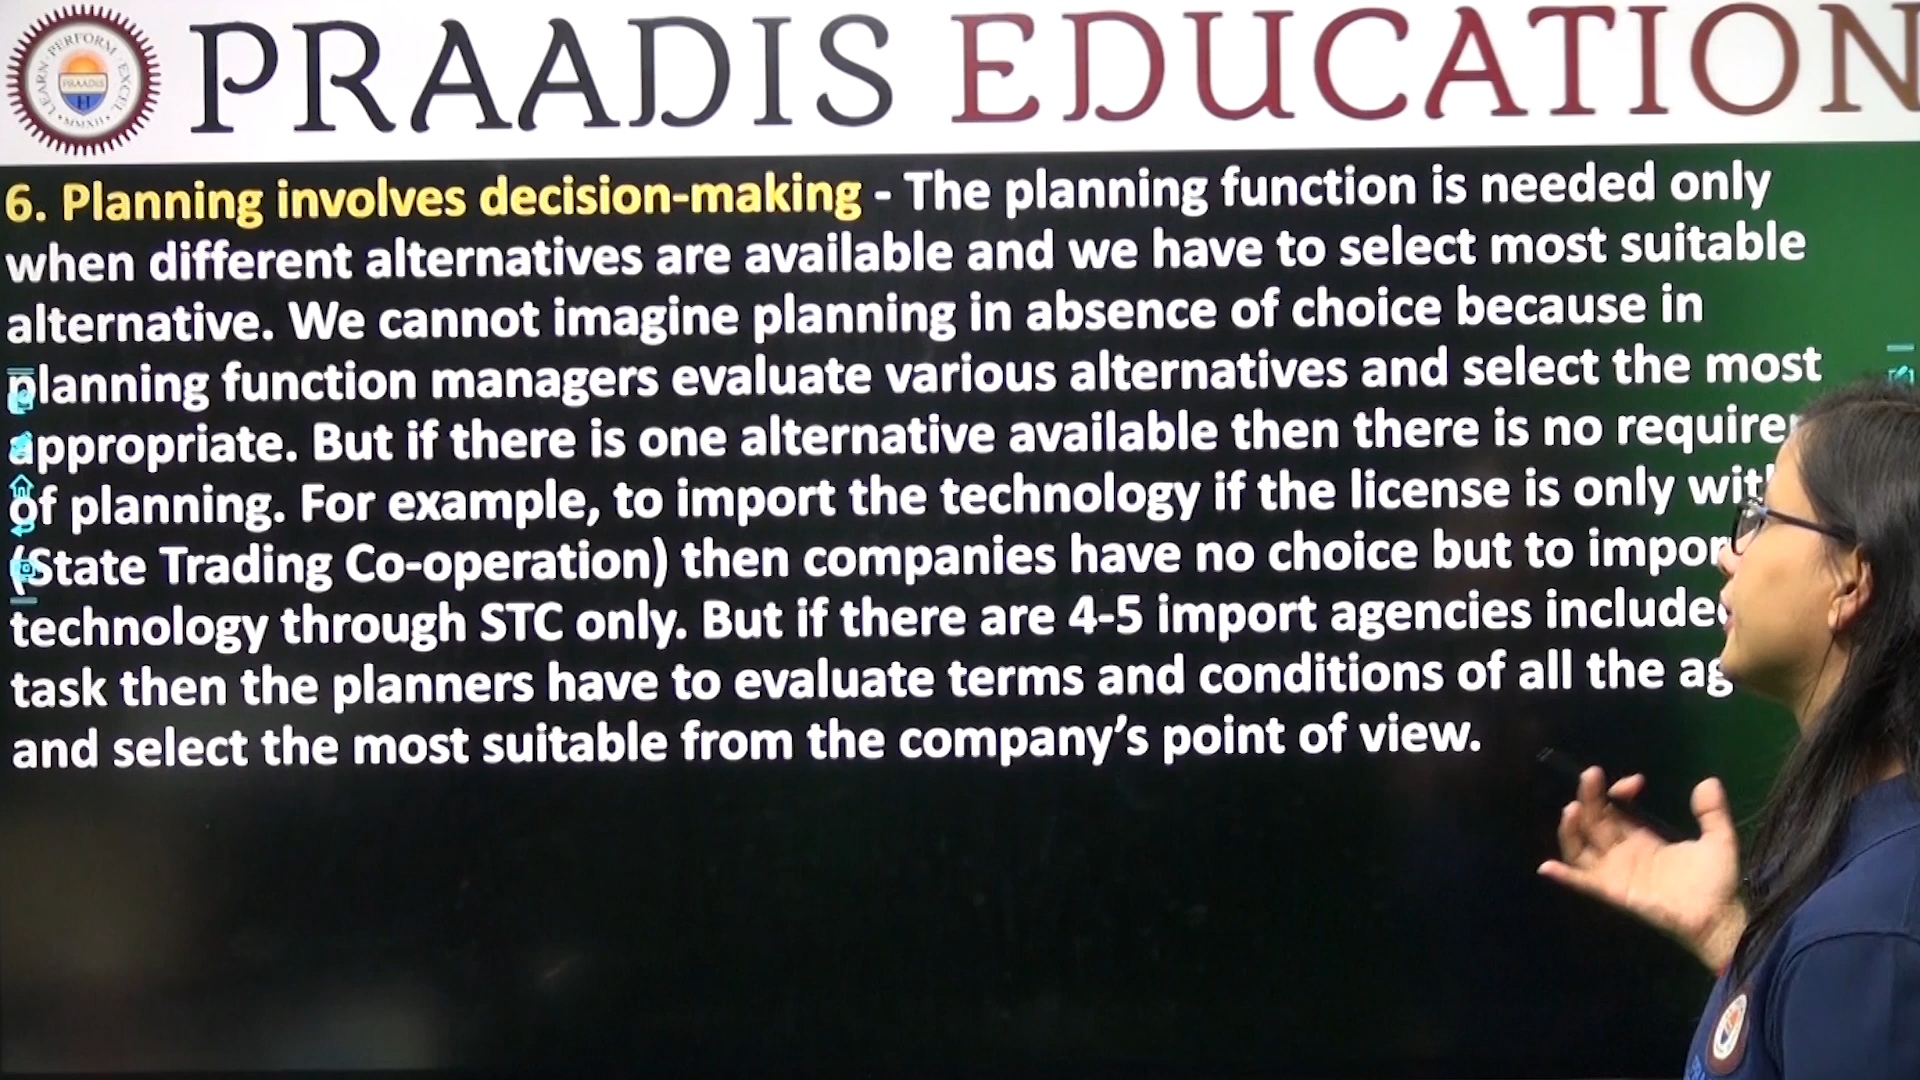 PRAADIS EDUCATION
LEARN · PERFORM · EXCEL
PRAADIS
MMXII
6. Planning involves decision-making - The planning function is needed only
when different alternatives are available and we have to select most suitable
alternative. We cannot imagine planning in absence of choice because in
planning function managers evaluate various alternatives and select the most
appropriate. But if there is one alternative available then there is no
of planning. For example, to import the technology if the license is only
(State Trading Co-operation) then companies have no choice but to
technology through STC only. But if there are 4-5 import agencies
task then the planners have to evaluate terms and conditions of all the
and select the most suitable from the company's point of view.